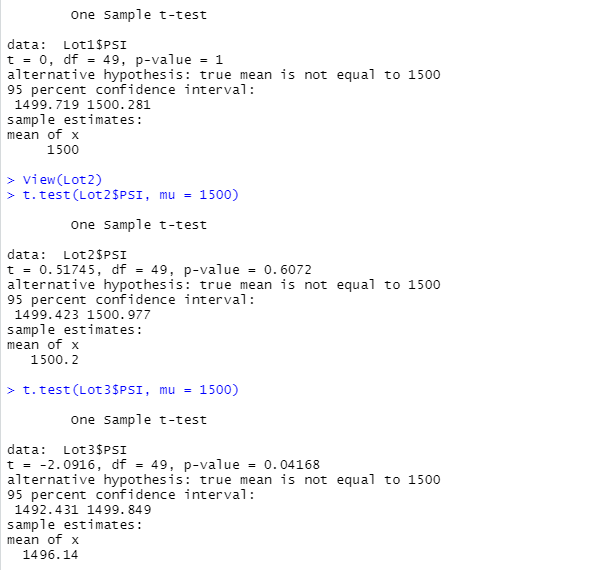 One Sample t-test
data:  Lot1$PSI
t = 0, df = 49, p-value = 1
alternative hypothesis: true mean is not equal to 1500
95 percent confidence interval:
 1499.719 1500.281
sample estimates:
mean of x
     1500
> View(Lot2)
> t.test(Lot2$PSI, mu = 1500)
One Sample t-test
data:  Lot2$PSI
t = 0.51745, df = 49, p-value = 0.6072
alternative hypothesis: true mean is not equal to 1500
95 percent confidence interval:
 1499.423 1500.977
sample estimates:
mean of x
   1500.2
> t.test(Lot3$PSI, mu = 1500)
One Sample t-test
data:  Lot3$PSI
t = -2.0916, df = 49, p-value = 0.04168
alternative hypothesis: true mean is not equal to 1500
95 percent confidence interval:
 1492.431 1499.849
sample estimates:
mean of x
  1496.14